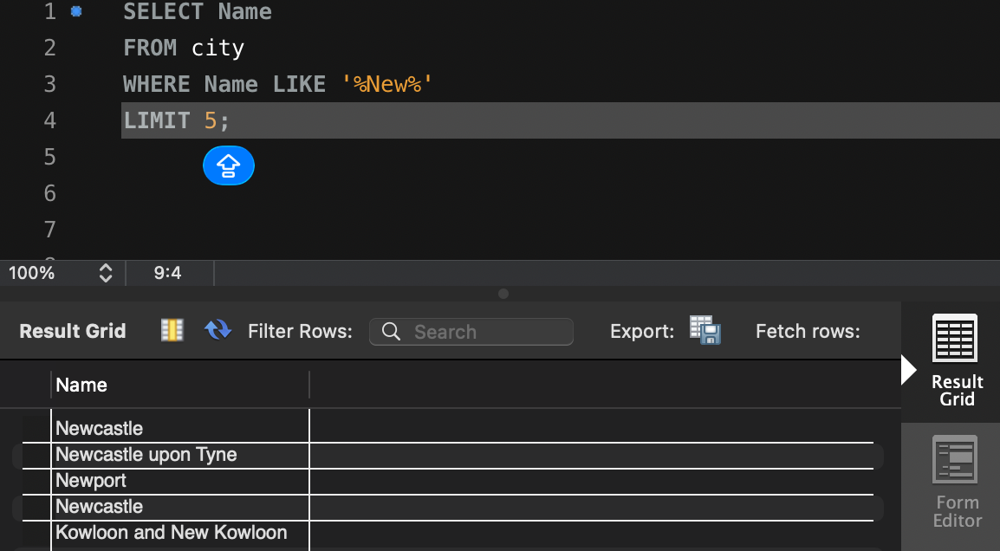 1 SELECT Name
2 FROM city
3 WHERE Name LIKE '%New%'
4 LIMIT 5;
5
6
7
100% 9:4
Result Grid Filter Rows: Search Export: Fetch rows:
Result
Grid
Name
Newcastle
Newcastle upon Tyne
Newport
Newcastle
Kowloon and New Kowloon
Form
Editor